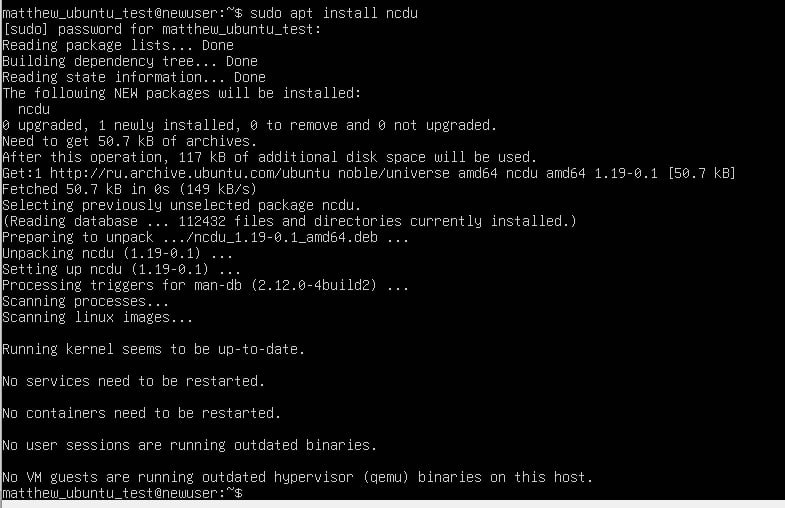 matthew_ubuntu_test@newuser:~$ sudo apt install ncdu
[sudo] password for matthew_ubuntu_test:
Reading package lists... Done
Building dependency tree... Done
Reading state information... Done
The following NEW packages will be installed:
  ncdu
0 upgraded, 1 newly installed, 0 to remove and 0 not upgraded.
Need to get 50.7 kB of archives.
After this operation, 117 kB of additional disk space will be used.
Get:1 http://ru.archive.ubuntu.com/ubuntu noble/universe amd64 ncdu amd64 1.19-0.1 [50.7 kB]
Fetched 50.7 kB in 0s (149 kB/s)
Selecting previously unselected package ncdu.
(Reading database ... 112432 files and directories currently installed.)
Preparing to unpack .../ncdu_1.19-0.1_amd64.deb ...
Unpacking ncdu (1.19-0.1) ...
Setting up ncdu (1.19-0.1) ...
Processing triggers for man-db (2.12.0-4build2) ...
Scanning processes...
Scanning linux images...

Running kernel seems to be up-to-date.

No services need to be restarted.

No containers need to be restarted.

No user sessions are running outdated binaries.

No VM guests are running outdated hypervisor (qemu) binaries on this host.
matthew_ubuntu_test@newuser:~$